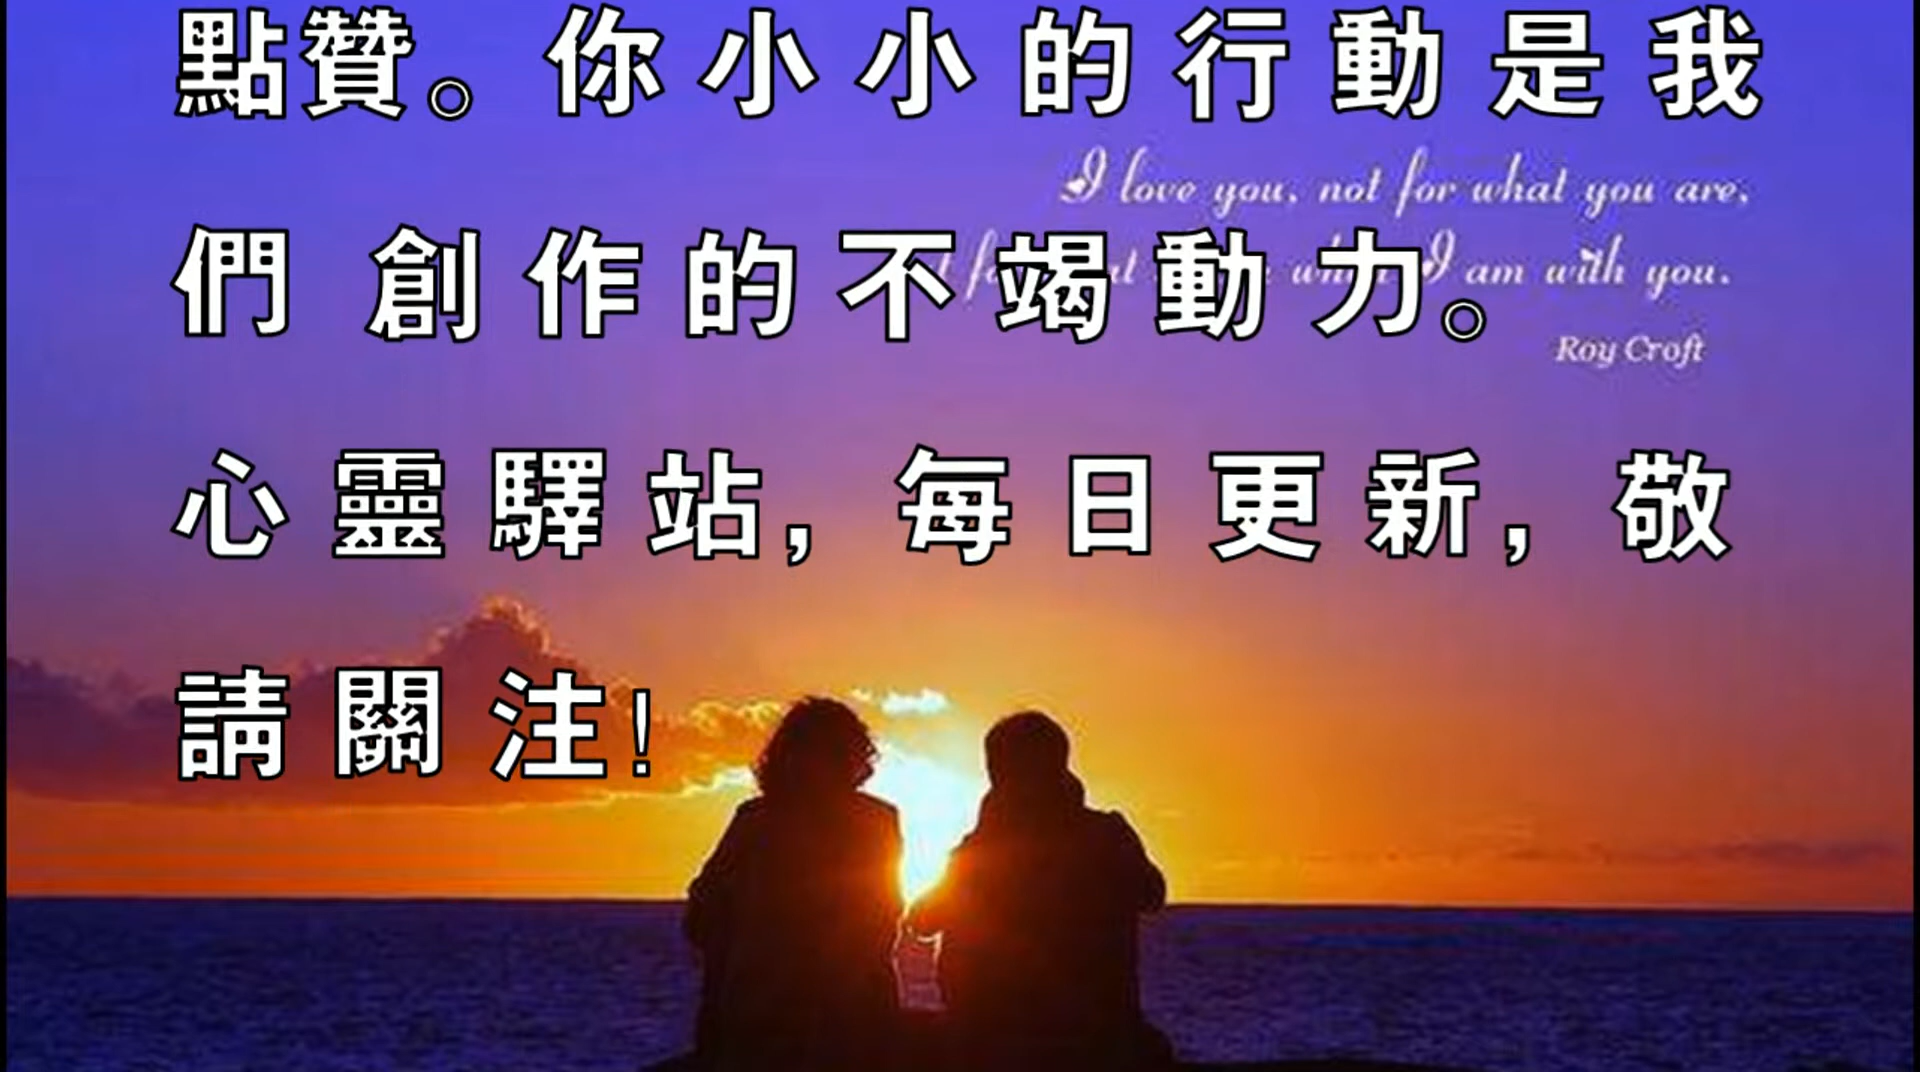 點贊。你小小的行動是我
I love you, not for what you are,
們 創作的不竭動力。
I am with you.
Roy Croft
心靈驛站, 每日更新, 敬
請關注!